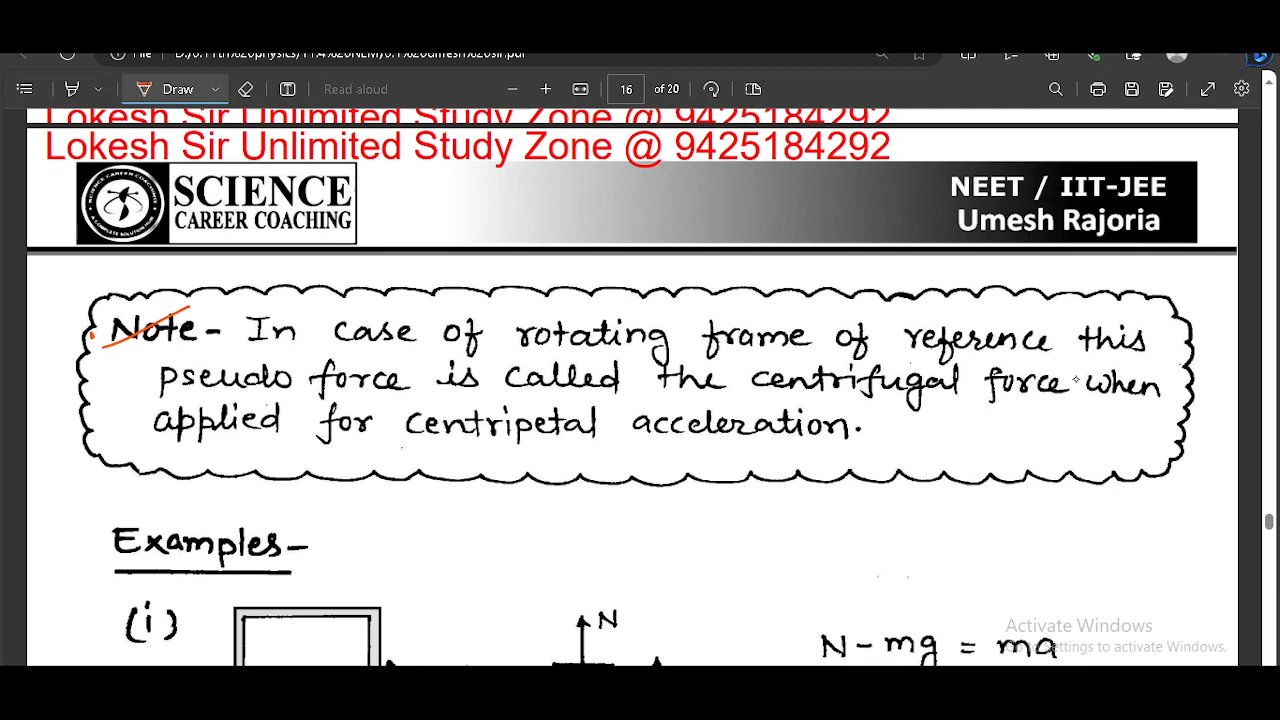 File
Draw
Read aloud
16
of 20
Lokesh Sir Unlimited Study Zone @ 9425184292
Lokesh Sir Unlimited Study Zone @ 9425184292
SCIENCE
CAREER COACHING
NEET / IIT-JEE
Umesh Rajoria
Note - In case of rotating frame of reference this
pseudo force is called the centrifugal force when
applied for centripetal acceleration.
Examples-
(i)
N
N - mg = ma
Activate Windows
Go to Settings to activate Windows.